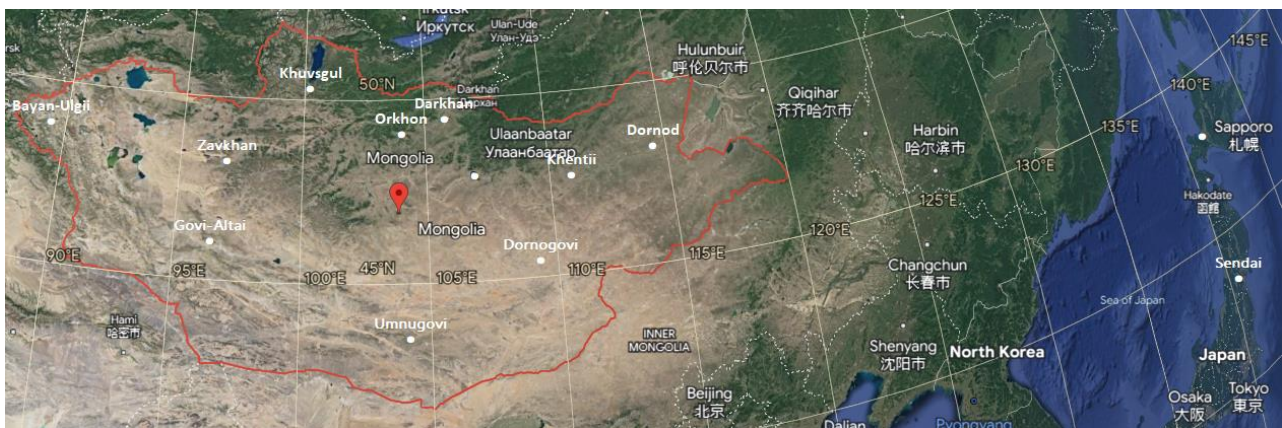 Irkutsk
Иркутск
Ulan-Ude
Улан-Удэ
Hulunbuir
呼伦贝尔市
145°E
140°E
Khuvsgul
50°N
Darkhan
Дархан
Darkhan
Orkhon
Bayan-Ulgii
Qiqihar
齐齐哈尔市
135°E
Sapporo
札幌
Ulaanbaatar
Улаанбаатар
Dornod
Harbin
哈尔滨市
Zavkhan
Mongolia
Khentii
130°E
125°E
Hakodate
函館
Govi-Altai
Mongolia
Dornogovi
120°E
115°E
90°E
95°E
100°E
45°N
105°E
110°E
Changchun
长春市
Sendai
Sea of Japan
Hami
哈密市
Umnugovi
INNER
MONGOLIA
Shenyang
沈阳市
North Korea
Japan
Beijing
北京
Osaka
大阪
Tokyo
東京
Dalian
Pyongyang